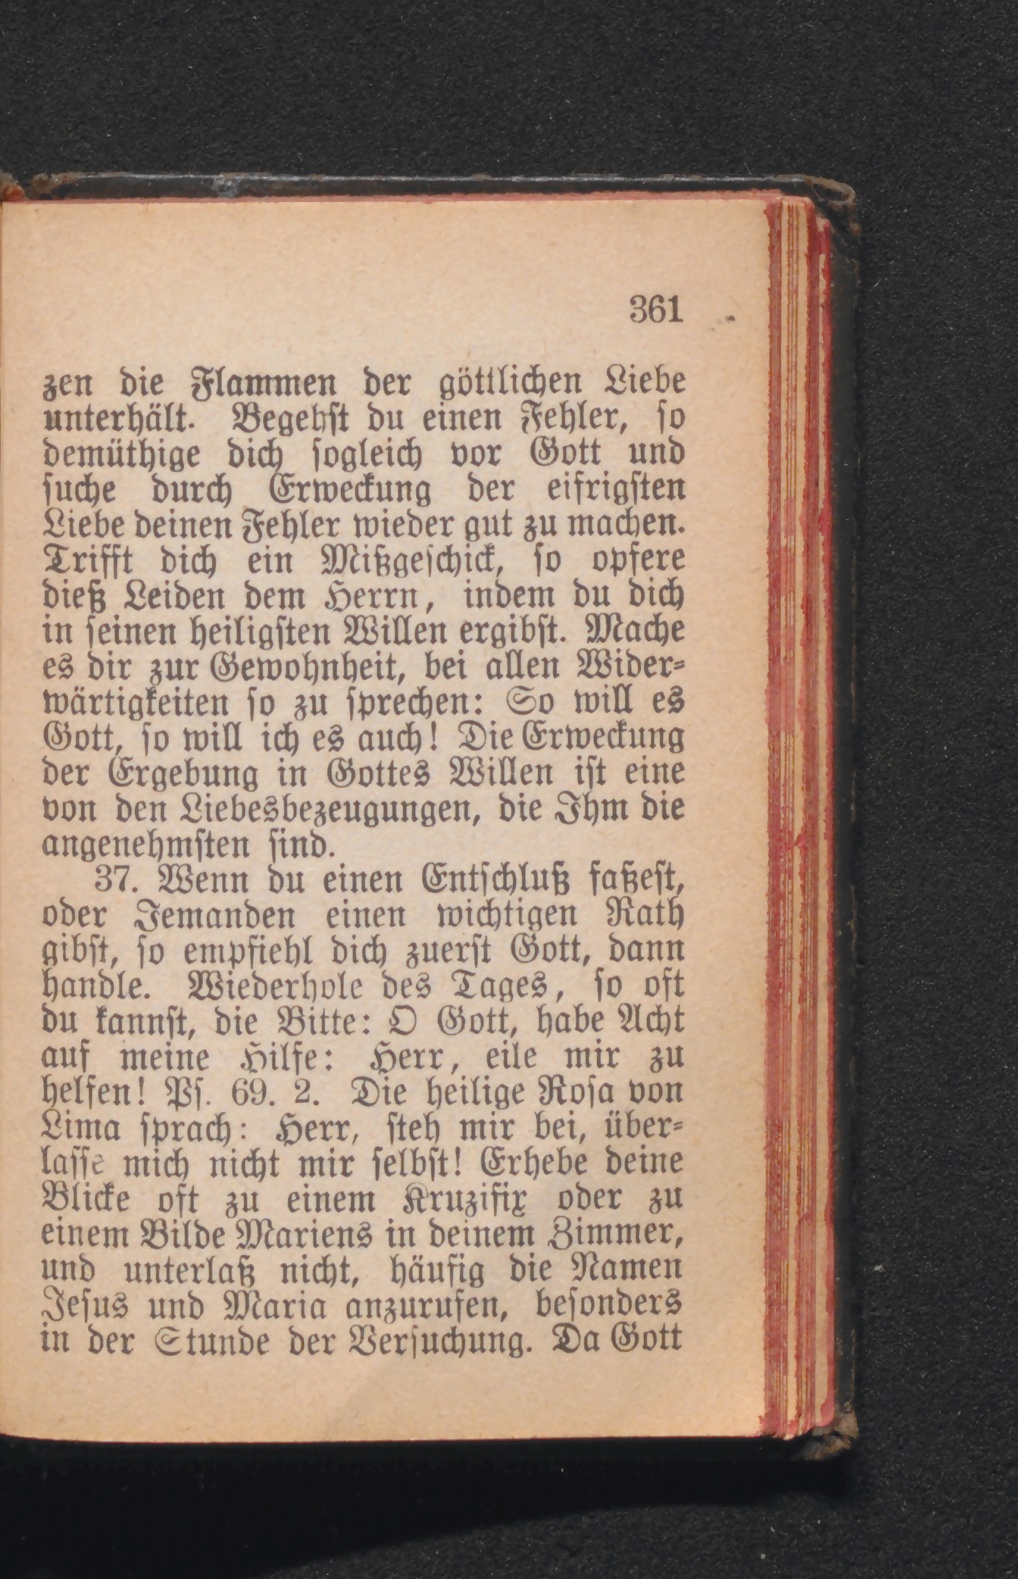 361
zen die Flammen der göttlichen Liebe
unterhält. Begehst du einen Fehler, so
demüthige dich sogleich vor Gott und
suche durch Erweckung der eifrigsten
Liebe deinen Fehler wieder gut zu machen.
Trifft dich ein Mißgeschick, so opfere
dieß Leiden dem Herrn, indem du dich
in seinen heiligsten Willen ergibst. Mache
es dir zur Gewohnheit, bei allen Wider=
wärtigkeiten so zu sprechen: So will es
Gott, so will ich es auch! Die Erweckung
der Ergebung in Gottes Willen ist eine
von den Liebesbezeugungen, die Ihm die
angenehmsten sind.
37. Wenn du einen Entschluß faßest,
oder Jemanden einen wichtigen Rath
gibst, so empfiehl dich zuerst Gott, dann
handle. Wiederhole des Tages, so oft
du kannst, die Bitte: O Gott, habe Acht
auf meine Hilfe: Herr, eile mir zu
helfen! Ps. 69. 2. Die heilige Rosa von
Lima sprach: Herr, steh mir bei, über=
lasse mich nicht mir selbst! Erhebe deine
Blicke oft zu einem Kruzifix oder zu
einem Bilde Mariens in deinem Zimmer,
und unterlaß nicht, häufig die Namen
Jesus und Maria anzurufen, besonders
in der Stunde der Versuchung. Da Gott